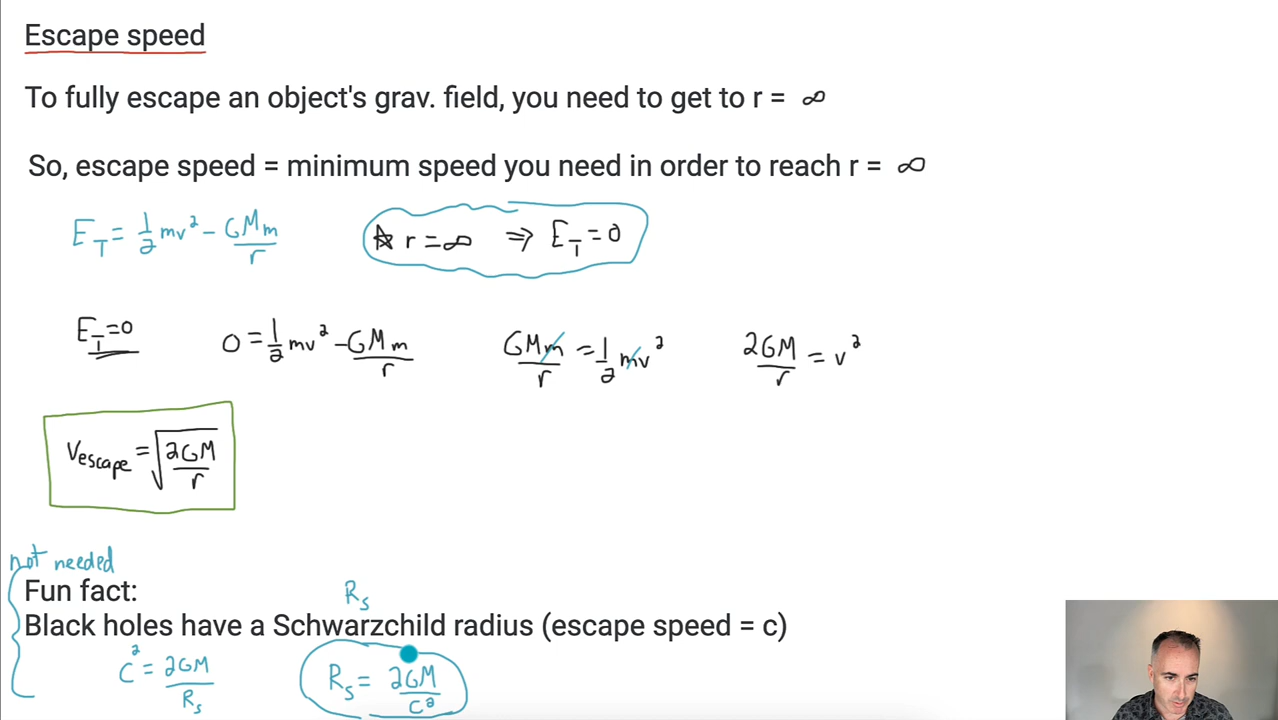 Escape speed
To fully escape an object's grav. field, you need to get to r = ∞
So, escape speed = minimum speed you need in order to reach r = ∞
E_T = 1/2 mv² - GMm/r
☆ r = ∞ ⇒ E_T = 0
E_T = 0
0 = 1/2 mv² - GMm/r
GMm/r = 1/2 mv²
2GM/r = v²
V_escape = √(2GM/r)
not needed
Fun fact:
R_s
Black holes have a Schwarzchild radius (escape speed = c)
C² = 2GM/R_s
R_s = 2GM/C²